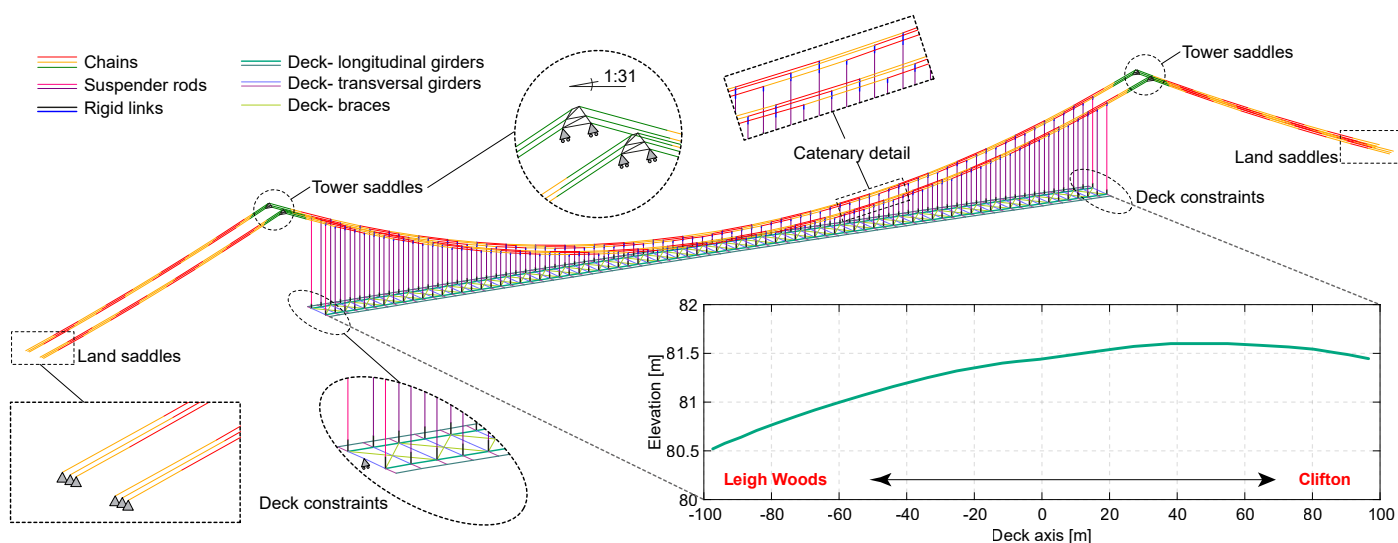 Chains
Suspender rods
Rigid links
Deck- longitudinal girders
Deck- transversal girders
Deck- braces
1:31
Tower saddles
Catenary detail
Tower saddles
Land saddles
Deck constraints
Land saddles
Deck constraints
82
81.5
81
80.5
80
Elevation [m]
Leigh Woods
Clifton
-100
-80
-60
-40
-20
0
20
40
60
80
100
Deck axis [m]